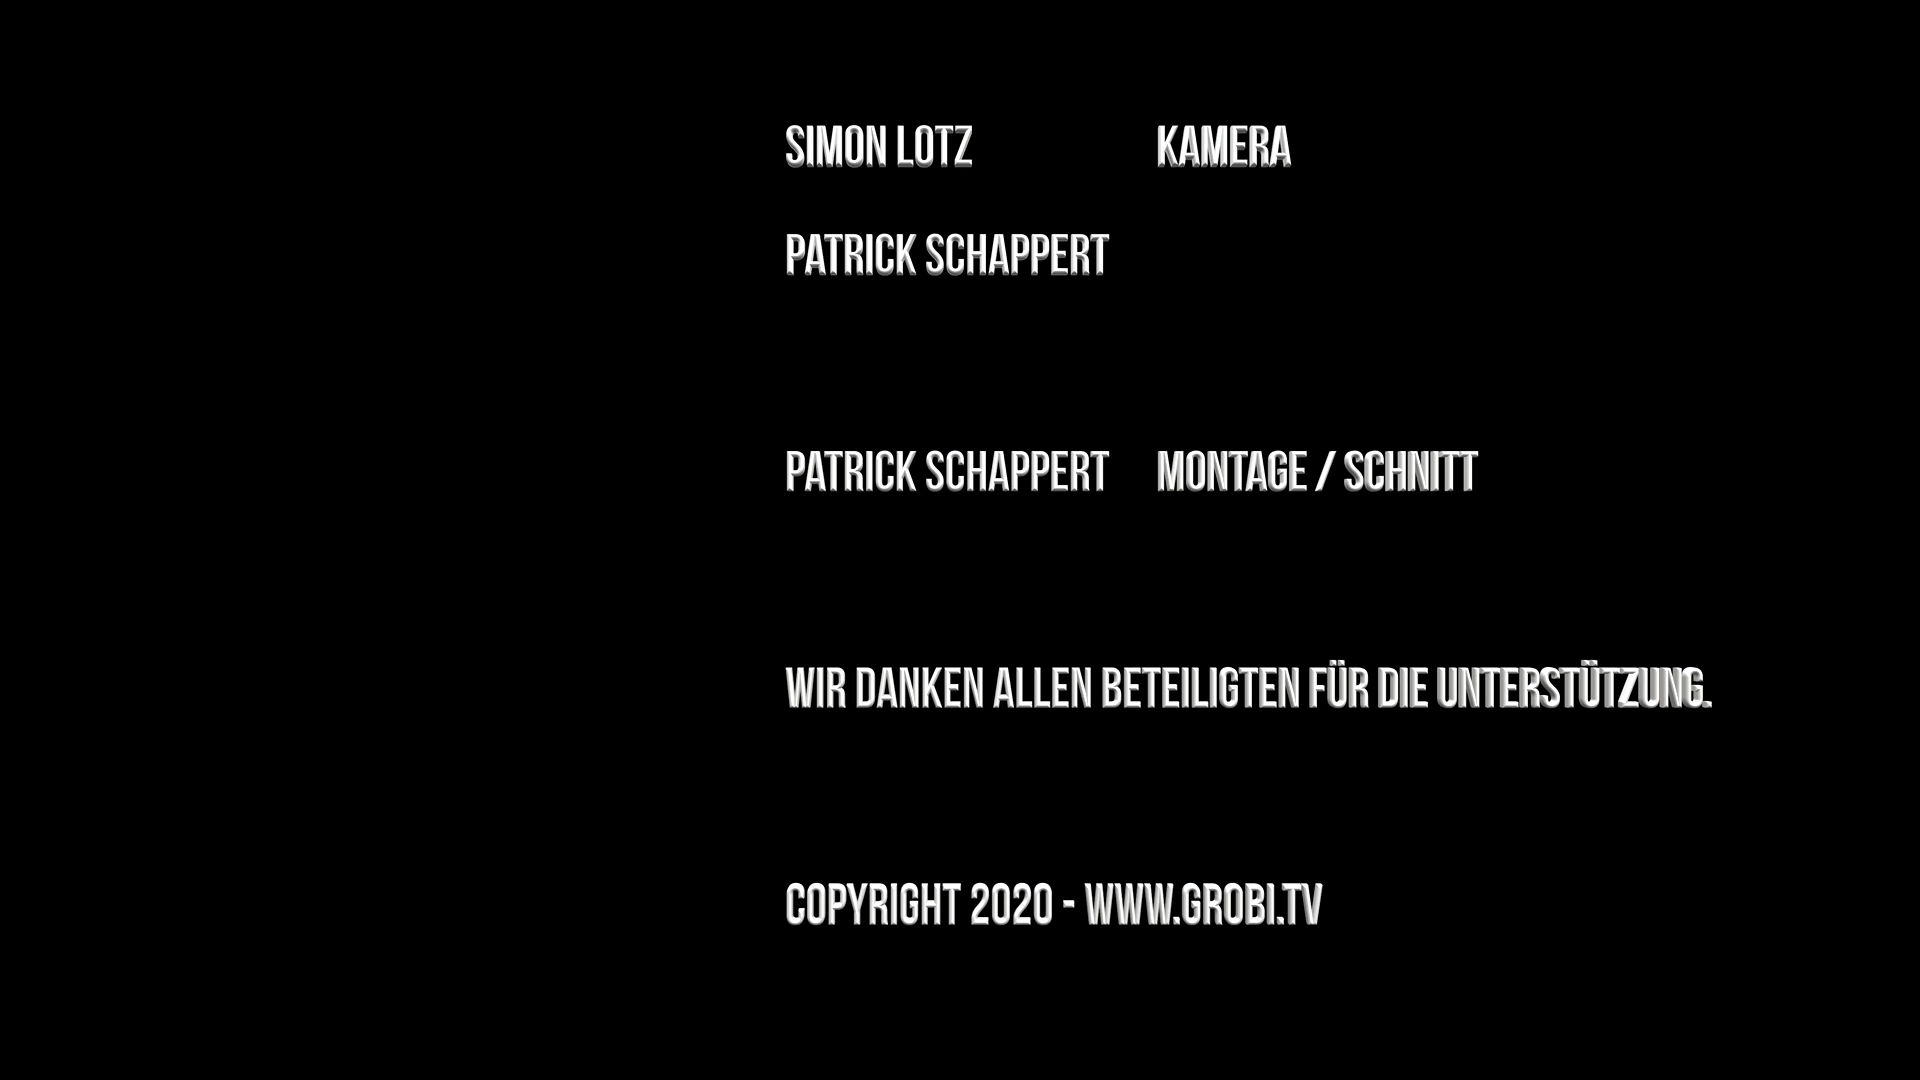 SIMON LOTZ KAMERA
PATRICK SCHAPPERT
PATRICK SCHAPPERT MONTAGE / SCHNITT
WIR DANKEN ALLEN BETEILIGTEN FÜR DIE UNTERSTÜTZUNG.
COPYRIGHT 2020 - WWW.GROBI.TV